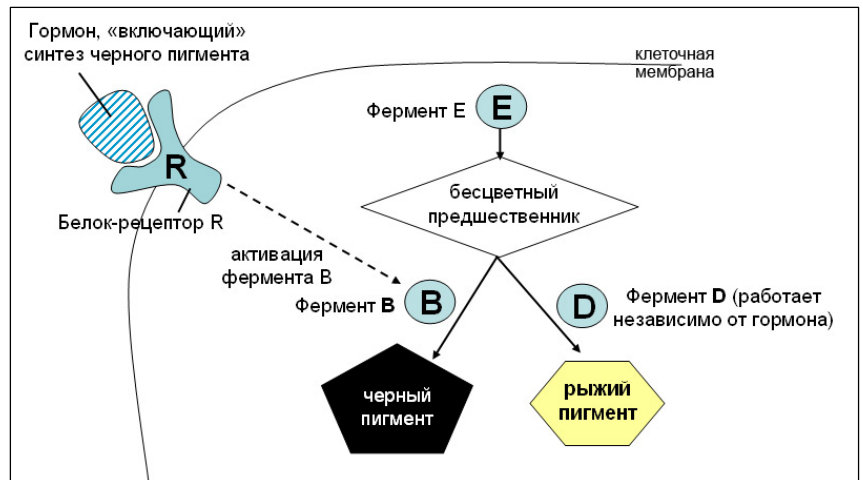 Гормон, «включающий»
синтез черного пигмента
клеточная
мембрана
Фермент Е
E
R
бесцветный
предшественник
Белок-рецептор R
активация
фермента В
Фермент B
B
D
Фермент D (работает
независимо от гормона)
черный
пигмент
рыжий
пигмент